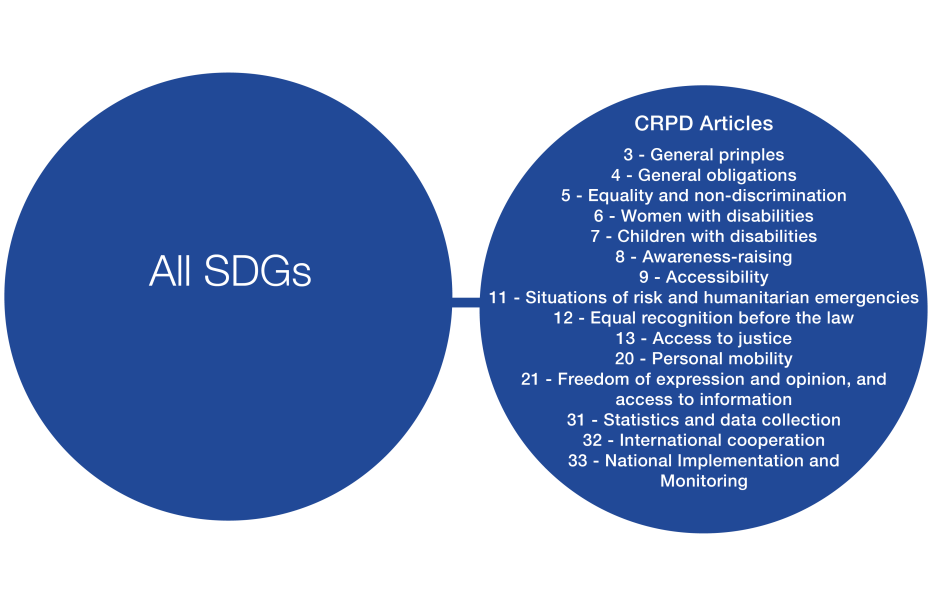 All SDGs
CRPD Articles
3 - General prinples
4 - General obligations
5 - Equality and non-discrimination
6 - Women with disabilities
7 - Children with disabilities
8 - Awareness-raising
9 - Accessibility
11 - Situations of risk and humanitarian emergencies
12 - Equal recognition before the law
13 - Access to justice
20 - Personal mobility
21 - Freedom of expression and opinion, and
access to information
31 - Statistics and data collection
32 - International cooperation
33 - National Implementation and
Monitoring